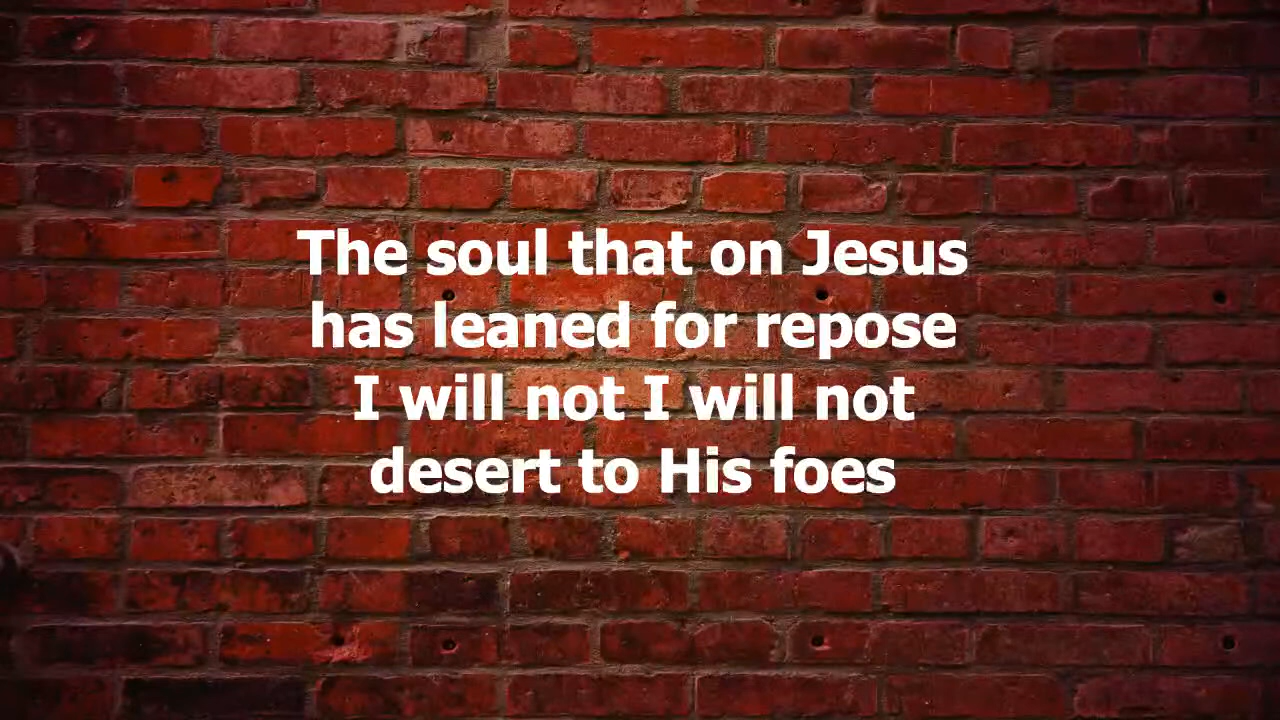 The soul that on Jesus
has leaned for repose
I will not I will not
desert to His foes